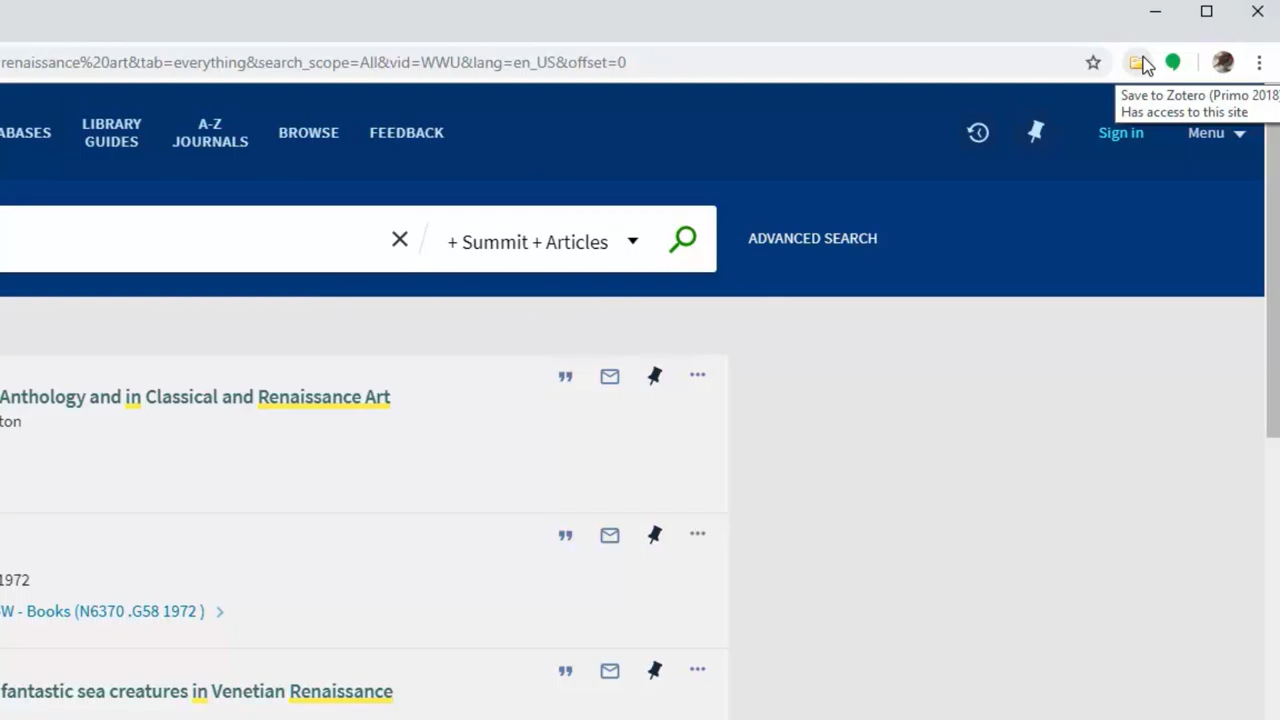 renaissance%20art&tab=everything&search_scope=All&vid=WWU&lang=en_US&offset=0
Save to Zotero (Primo 2018)
Has access to this site
ABASES
LIBRARY
GUIDES
A-Z
JOURNALS
BROWSE
FEEDBACK
Sign in
Menu
+ Summit + Articles
ADVANCED SEARCH
Anthology and in Classical and Renaissance Art
ton
1972
W - Books (N6370 .G58 1972 )
fantastic sea creatures in Venetian Renaissance